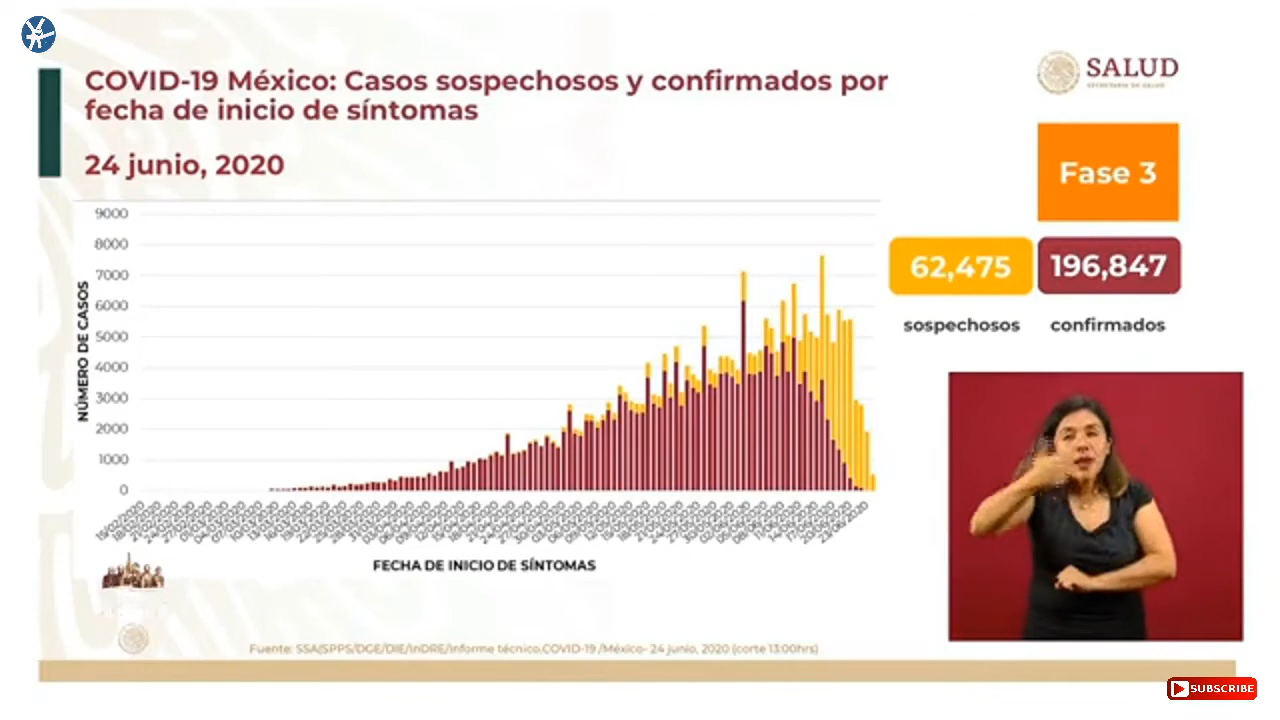 COVID-19 México: Casos sospechosos y confirmados por
fecha de inicio de síntomas
24 junio, 2020
SALUD
SECRETARÍA DE SALUD
Fase 3
62,475
196,847
sospechosos
confirmados
9000
8000
7000
6000
5000
4000
3000
2000
1000
0
NÚMERO DE CASOS
FECHA DE INICIO DE SÍNTOMAS
Fuente: SSA(SPPS/DGE/DIE/InDRE/Informe técnico.COVID-19 /México- 24 junio, 2020 (corte 13:00hrs)
SUBSCRIBE